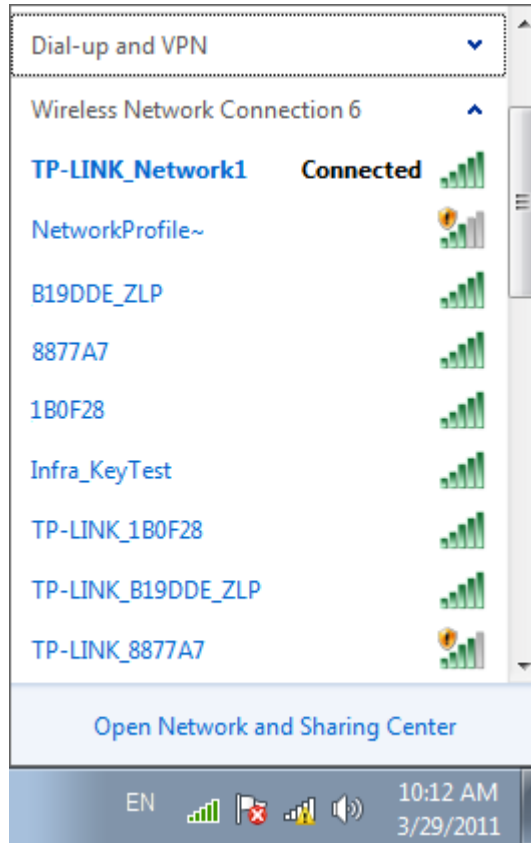 Dial-up and VPN
Wireless Network Connection 6
TP-LINK_Network1 Connected
NetworkProfile~
B19DDE_ZLP
8877A7
1B0F28
Infra_KeyTest
TP-LINK_1B0F28
TP-LINK_B19DDE_ZLP
TP-LINK_8877A7
Open Network and Sharing Center
EN
10:12 AM
3/29/2011